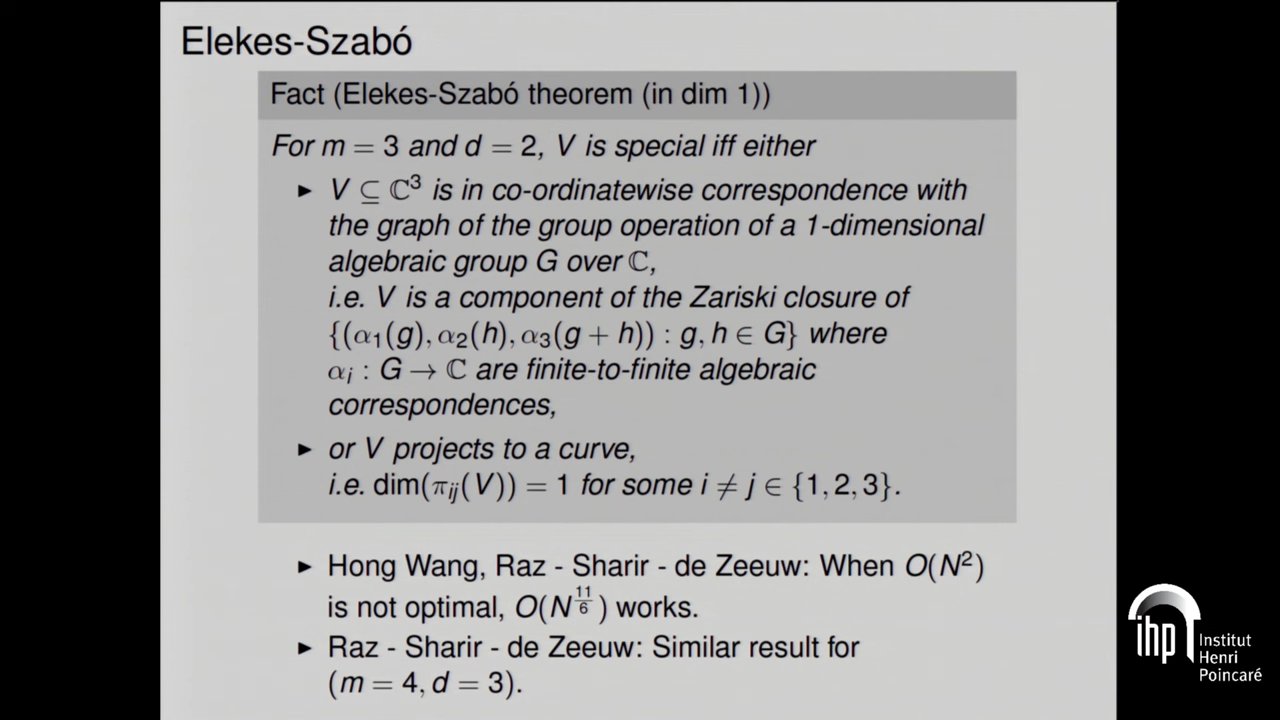 Elekes-Szabó
Fact (Elekes-Szabó theorem (in dim 1))
For m = 3 and d = 2, V is special iff either
► V ⊆ ℂ³ is in co-ordinatewise correspondence with
the graph of the group operation of a 1-dimensional
algebraic group G over ℂ,
i.e. V is a component of the Zariski closure of
{(α₁(g), α₂(h), α₃(g + h)) : g, h ∈ G} where
αᵢ : G → ℂ are finite-to-finite algebraic
correspondences,
► or V projects to a curve,
i.e. dim(πᵢⱼ(V)) = 1 for some i ≠ j ∈ {1, 2, 3}.
► Hong Wang, Raz - Sharir - de Zeeuw: When O(N²)
is not optimal, O(N^{11/6}) works.
► Raz - Sharir - de Zeeuw: Similar result for
(m = 4, d = 3).
ihp
Institut
Henri
Poincaré